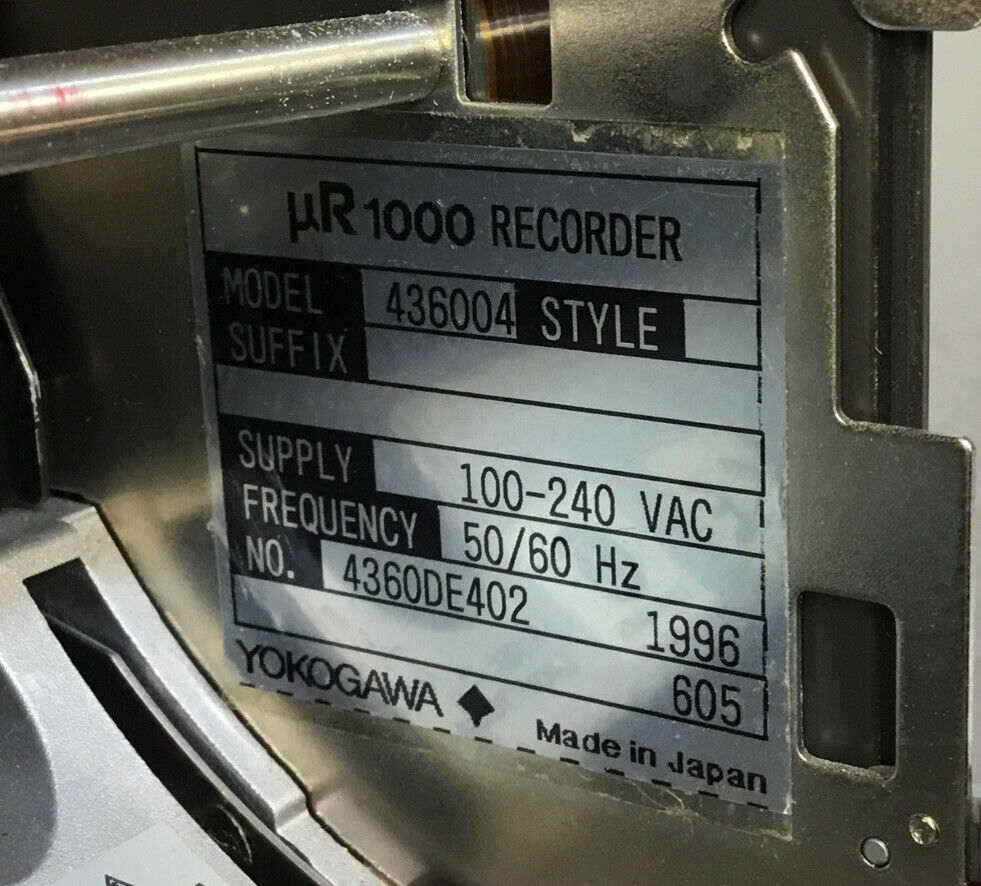 µR 1000 RECORDER
MODEL 436004 STYLE
SUFFIX
SUPPLY 100-240 VAC
FREQUENCY 50/60 Hz
NO. 4360DE402 1996
605
YOKOGAWA
Made in Japan